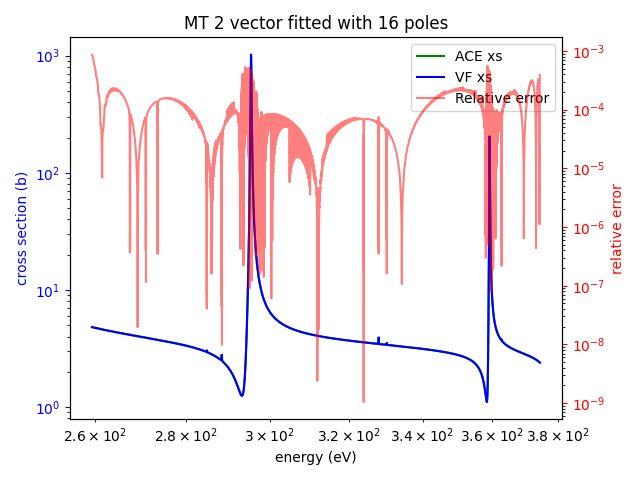 MT 2 vector fitted with 16 poles
ACE xs
VF xs
Relative error
cross section (b)
10³
10²
10¹
10⁰
relative error
10⁻³
10⁻⁴
10⁻⁵
10⁻⁶
10⁻⁷
10⁻⁸
10⁻⁹
2.6 × 10² 2.8 × 10² 3 × 10² 3.2 × 10² 3.4 × 10² 3.6 × 10² 3.8 × 10²
energy (eV)